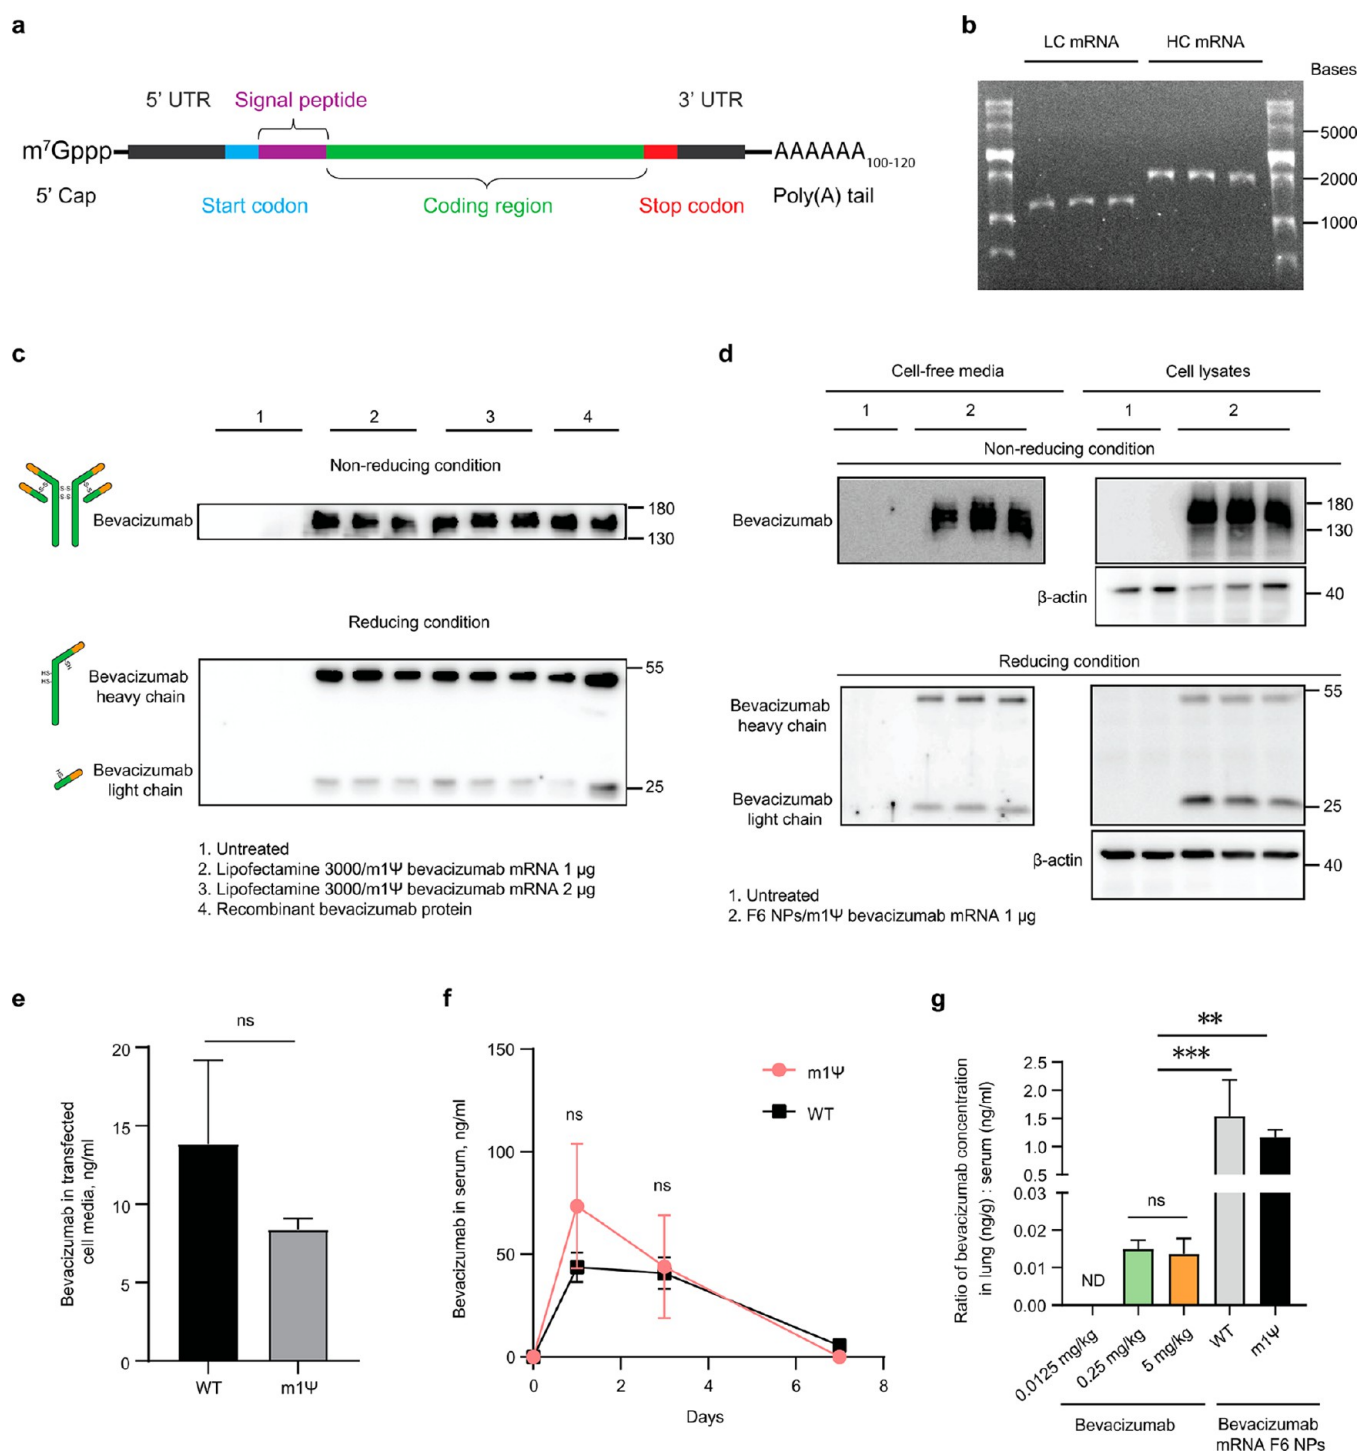 a
5’ UTR
Signal peptide
3’ UTR
m⁷Gppp
AAAAAA₁₀₀₋₁₂₀
5’ Cap
Start codon
Coding region
Stop codon
Poly(A) tail
b
LC mRNA
HC mRNA
Bases
5000
2000
1000
c
1
2
3
4
Non-reducing condition
Bevacizumab
180
130
Reducing condition
Bevacizumab
heavy chain
55
Bevacizumab
light chain
25
1. Untreated
2. Lipofectamine 3000/m1Ψ bevacizumab mRNA 1 μg
3. Lipofectamine 3000/m1Ψ bevacizumab mRNA 2 μg
4. Recombinant bevacizumab protein
d
Cell-free media
Cell lysates
1
2
1
2
Non-reducing condition
Bevacizumab
180
130
β-actin
40
Reducing condition
Bevacizumab
heavy chain
55
Bevacizumab
light chain
25
β-actin
40
1. Untreated
2. F6 NPs/m1Ψ bevacizumab mRNA 1 μg
e
ns
Bevacizumab in transfected
cell media, ng/ml
20
15
10
5
0
WT
m1Ψ
f
Bevacizumab in serum, ng/ml
150
100
50
0
ns
ns
m1Ψ
WT
0
2
4
6
8
Days
g
Ratio of bevacizumab concentration
in lung (ng/g) : serum (ng/ml)
**
***
2.5
2.0
1.5
1.0
0.5
0.03
0.02
0.01
0.00
ns
ND
0.0125 mg/kg
0.25 mg/kg
5 mg/kg
WT
m1Ψ
Bevacizumab
Bevacizumab
mRNA F6 NPs